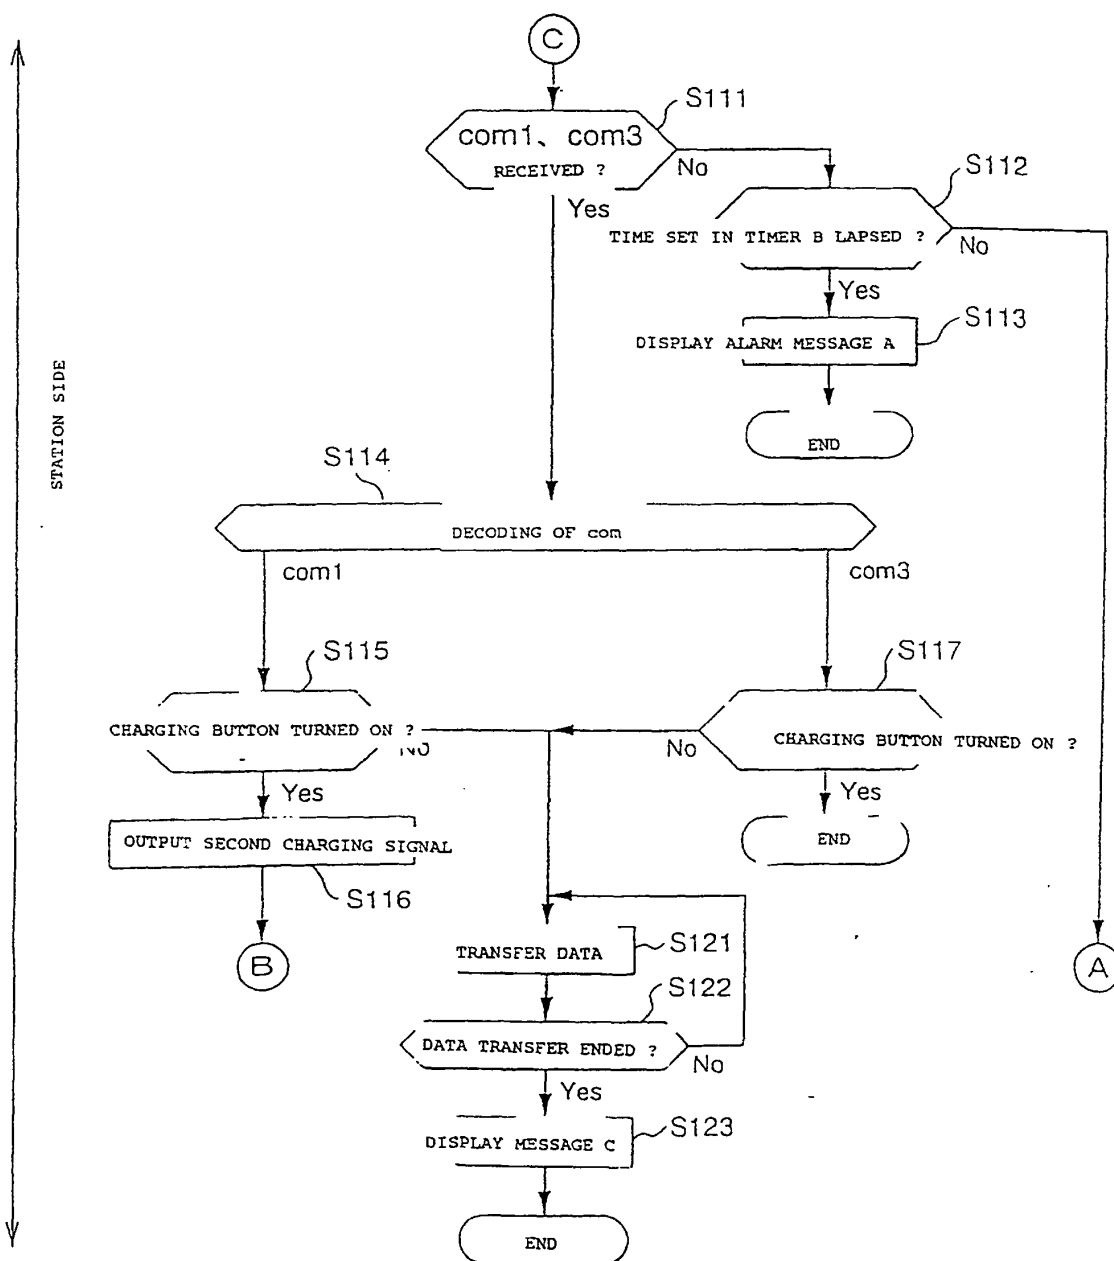 C
S111
com1、com3
RECEIVED ?
No
Yes
S112
TIME SET IN TIMER B LAPSED ?
No
Yes
S113
DISPLAY ALARM MESSAGE A
END
STATION SIDE
S114
DECODING OF com
com1
com3
S115
S117
CHARGING BUTTON TURNED ON ?
No
No
CHARGING BUTTON TURNED ON ?
Yes
Yes
OUTPUT SECOND CHARGING SIGNAL
END
S116
B
S121
TRANSFER DATA
A
S122
DATA TRANSFER ENDED ?
No
Yes
S123
DISPLAY MESSAGE C
END